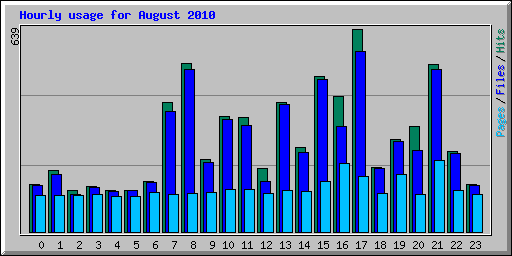 Hourly usage for August 2010
639
Pages / Files / Hits
0 1 2 3 4 5 6 7 8 9 10 11 12 13 14 15 16 17 18 19 20 21 22 23